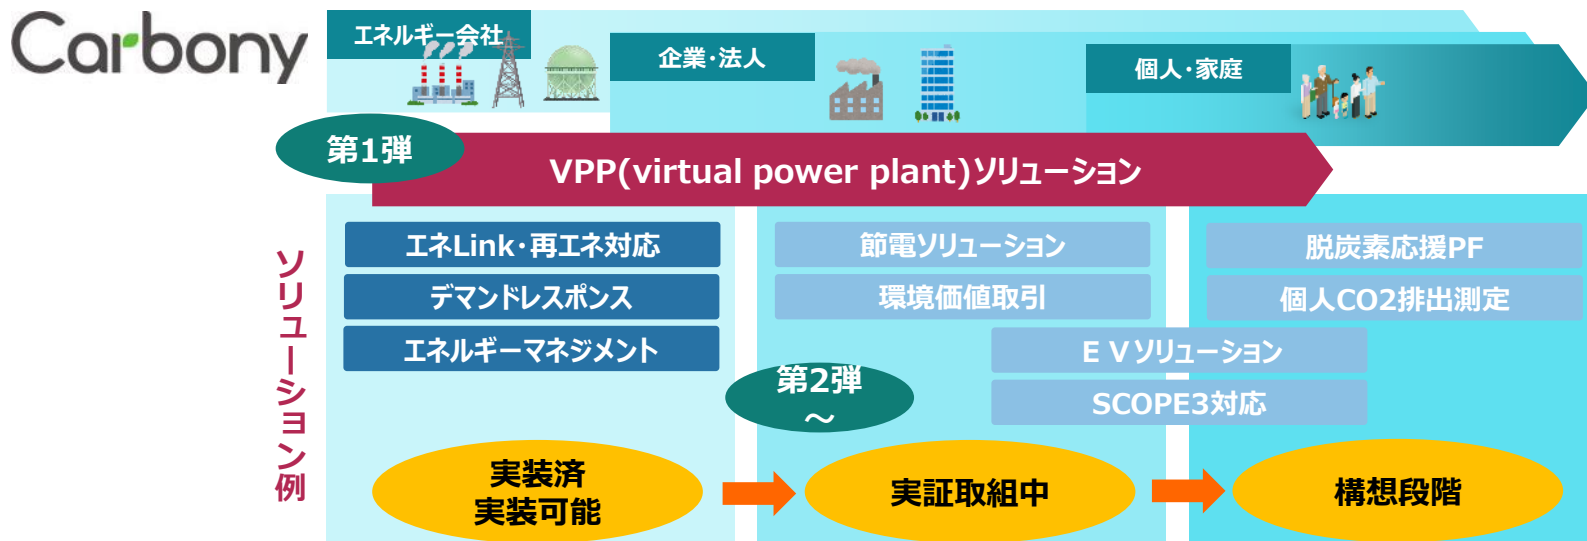 Carbony
エネルギー会社
企業・法人
個人・家庭
第1弾
VPP(virtual power plant)ソリューション
ソリューション例
エネLink・再エネ対応
デマンドレスポンス
エネルギーマネジメント
節電ソリューション
環境価値取引
脱炭素応援PF
個人CO2排出測定
ＥＶソリューション
SCOPE3対応
第2弾
～
実装済
実装可能
実証取組中
構想段階